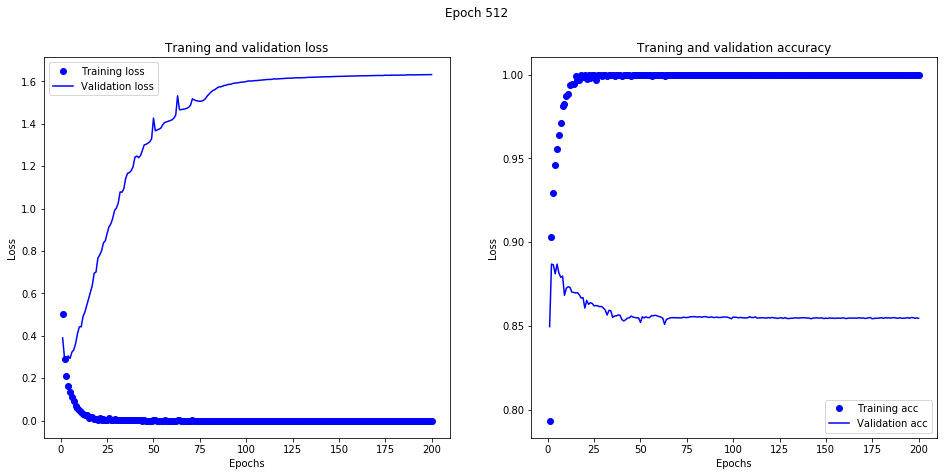 Epoch 512
Traning and validation loss
Training loss
Validation loss
1.6
1.4
1.2
1.0
0.8
0.6
0.4
0.2
0.0
Loss
0 25 50 75 100 125 150 175 200
Epochs
Traning and validation accuracy
1.00
0.95
0.90
0.85
0.80
Loss
Training acc
Validation acc
0 25 50 75 100 125 150 175 200
Epochs